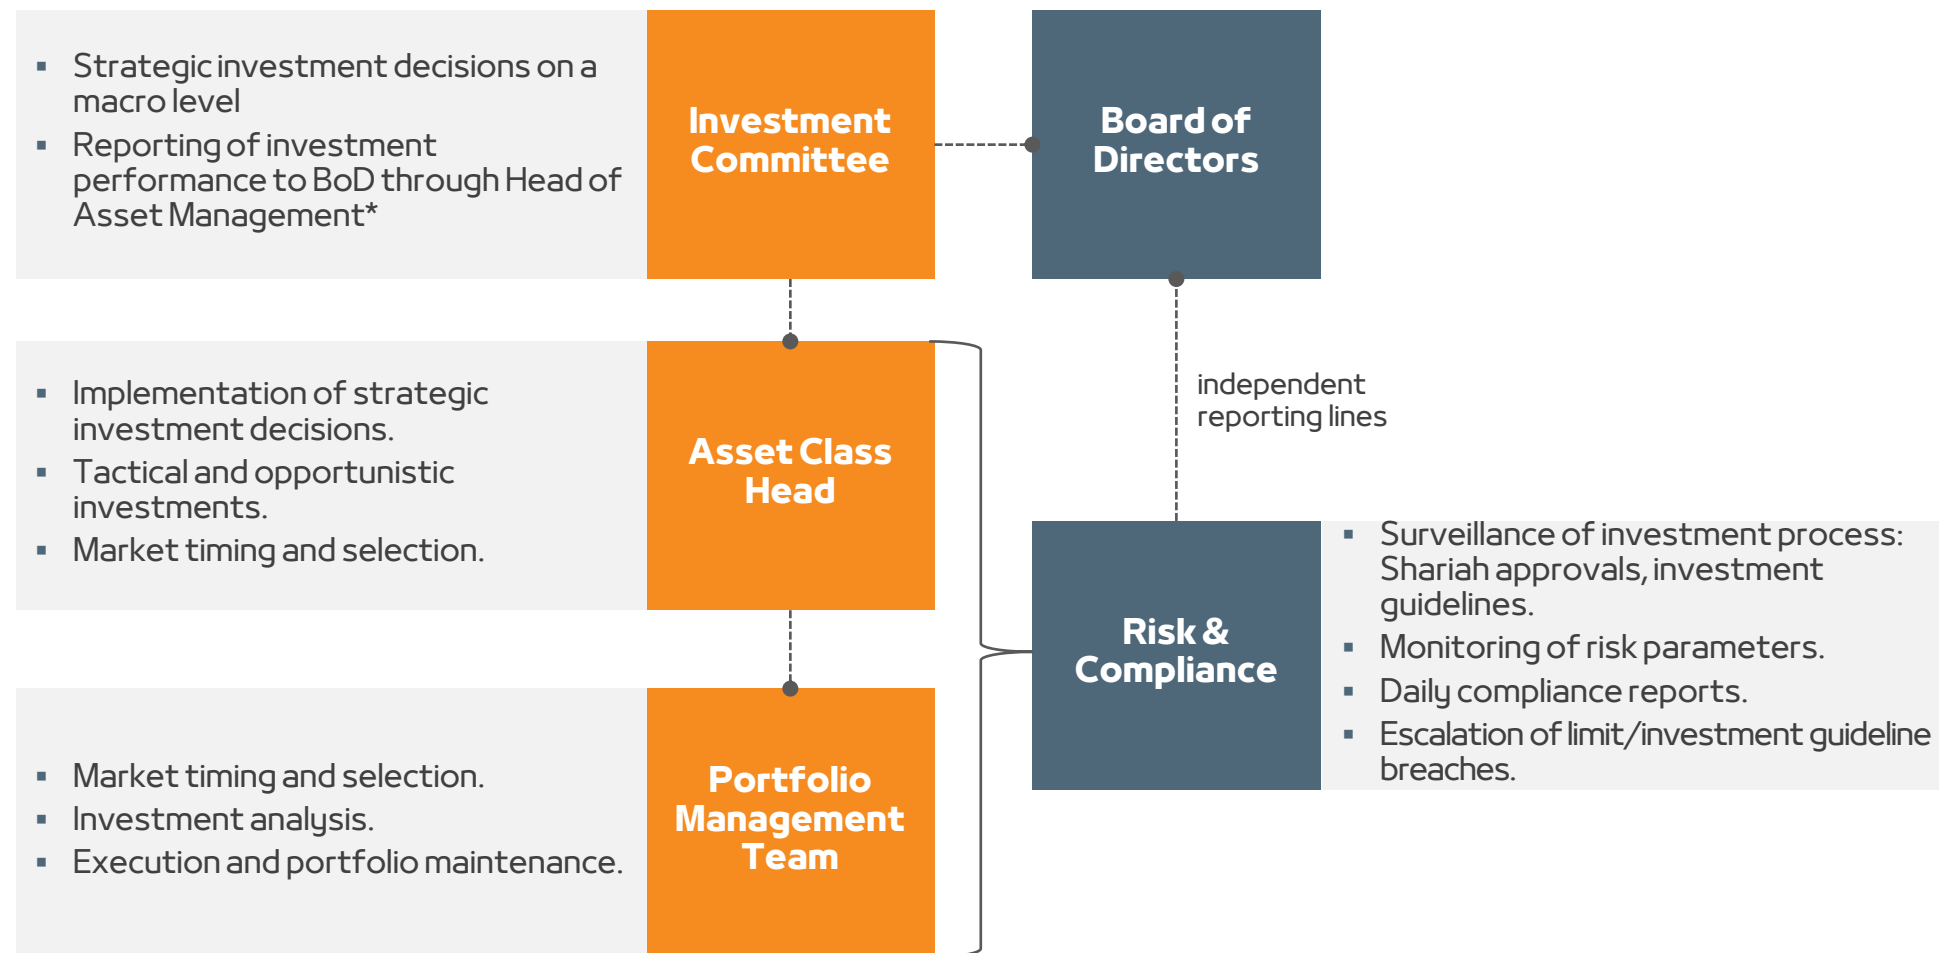 ▪ Strategic investment decisions on a
macro level
▪ Reporting of investment
performance to BoD through Head of
Asset Management*
Investment
Committee
Board of
Directors
▪ Implementation of strategic
investment decisions.
▪ Tactical and opportunistic
investments.
▪ Market timing and selection.
Asset Class
Head
independent
reporting lines
Risk &
Compliance
▪ Surveillance of investment process:
Shariah approvals, investment
guidelines.
▪ Monitoring of risk parameters.
▪ Daily compliance reports.
▪ Escalation of limit/investment guideline
breaches.
▪ Market timing and selection.
▪ Investment analysis.
▪ Execution and portfolio maintenance.
Portfolio
Management
Team